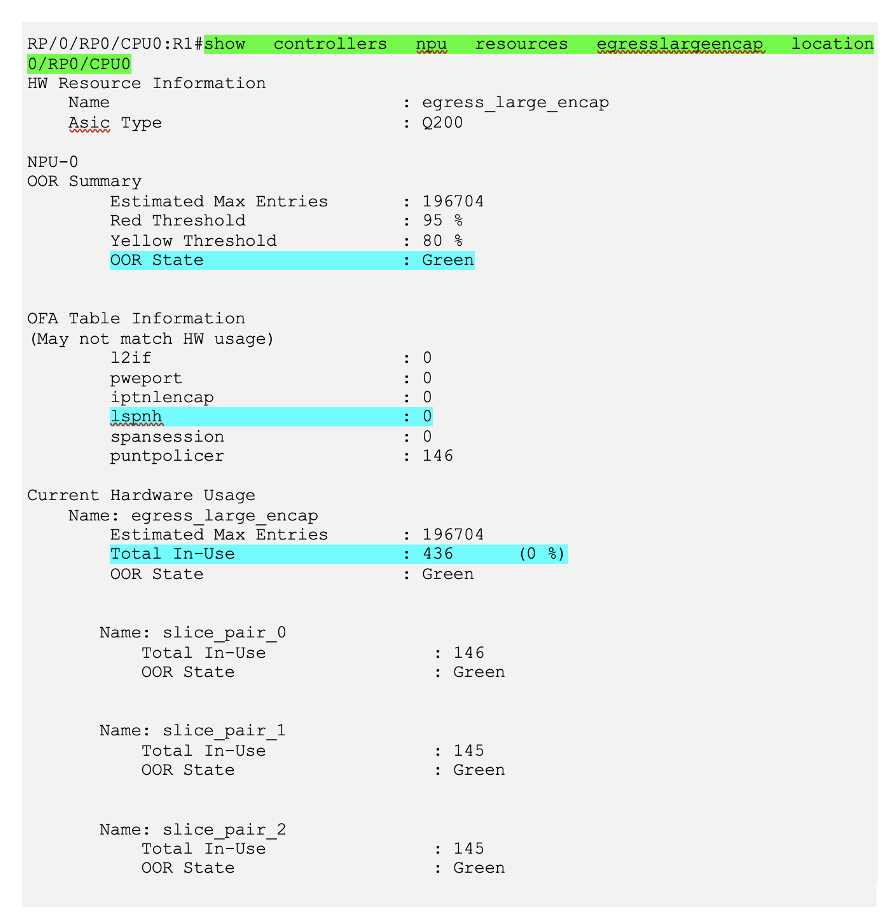 RP/0/RP0/CPU0:R1#show controllers npu resources egresslargeencap location
0/RP0/CPU0
HW Resource Information
    Name                            : egress_large_encap
    Asic Type                       : Q200

NPU-0
OOR Summary
        Estimated Max Entries       : 196704
        Red Threshold               : 95 %
        Yellow Threshold            : 80 %
        OOR State                   : Green

OFA Table Information
(May not match HW usage)
        l2if                        : 0
        pweport                     : 0
        iptnlencap                  : 0
        lspnh                       : 0
        spansession                 : 0
        puntpolicer                 : 146

Current Hardware Usage
    Name: egress_large_encap
        Estimated Max Entries       : 196704
        Total In-Use                : 436      (0 %)
        OOR State                   : Green

       Name: slice_pair_0
           Total In-Use                : 146
           OOR State                   : Green

       Name: slice_pair_1
           Total In-Use                : 145
           OOR State                   : Green

       Name: slice_pair_2
           Total In-Use                : 145
           OOR State                   : Green